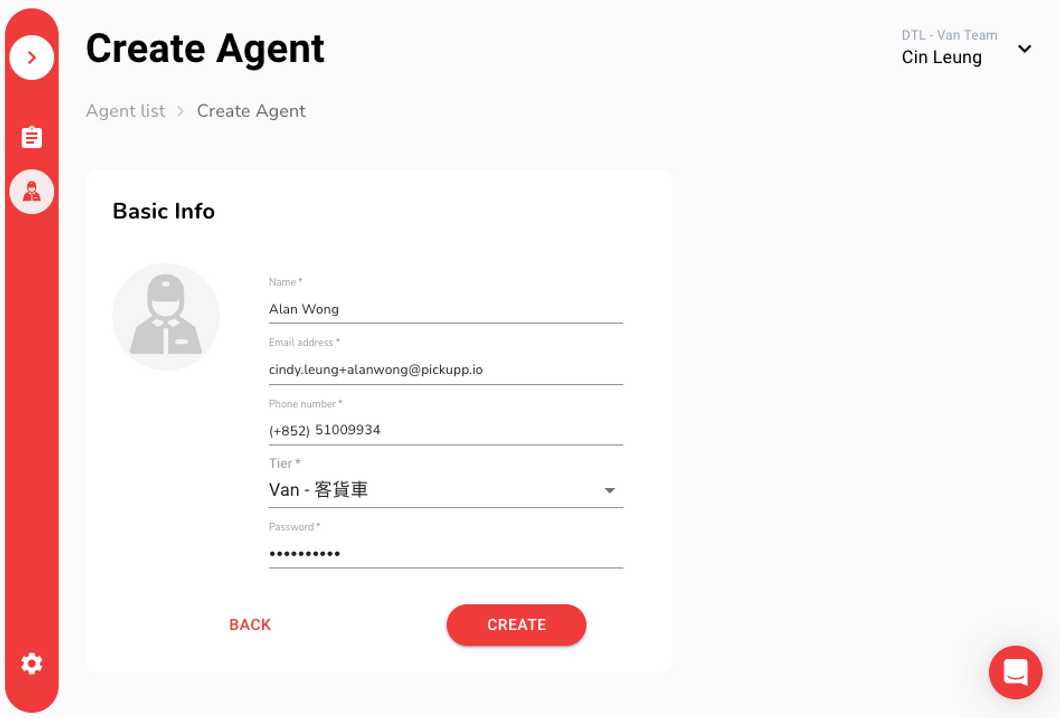 Create Agent
DTL - Van Team
Cin Leung
Agent list > Create Agent
Basic Info
Name *
Alan Wong
Email address *
cindy.leung+alanwong@pickupp.io
Phone number *
(+852) 51009934
Tier *
Van - 客貨車
Password *
••••••••••
BACK
CREATE